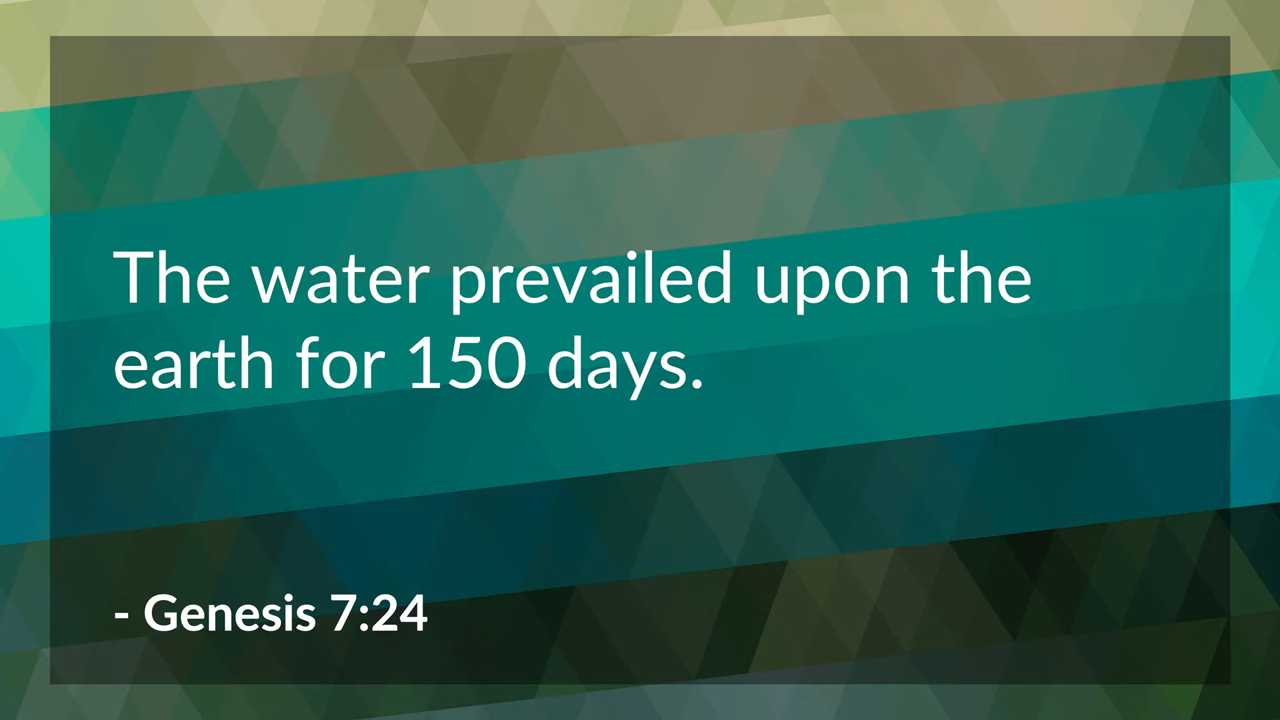 The water prevailed upon the
earth for 150 days.
- Genesis 7:24